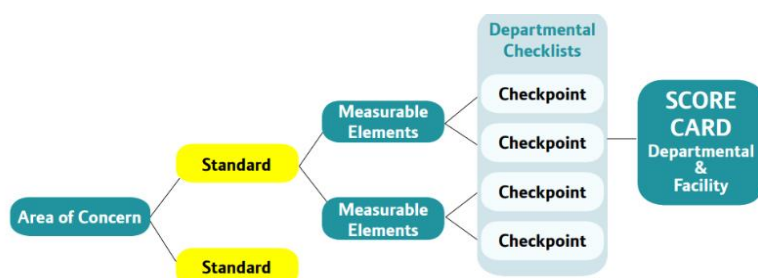 Departmental
Checklists
Checkpoint
Checkpoint
Checkpoint
Checkpoint
Measurable
Elements
Measurable
Elements
Standard
Standard
Area of Concern
SCORE
CARD
Departmental
&
Facility